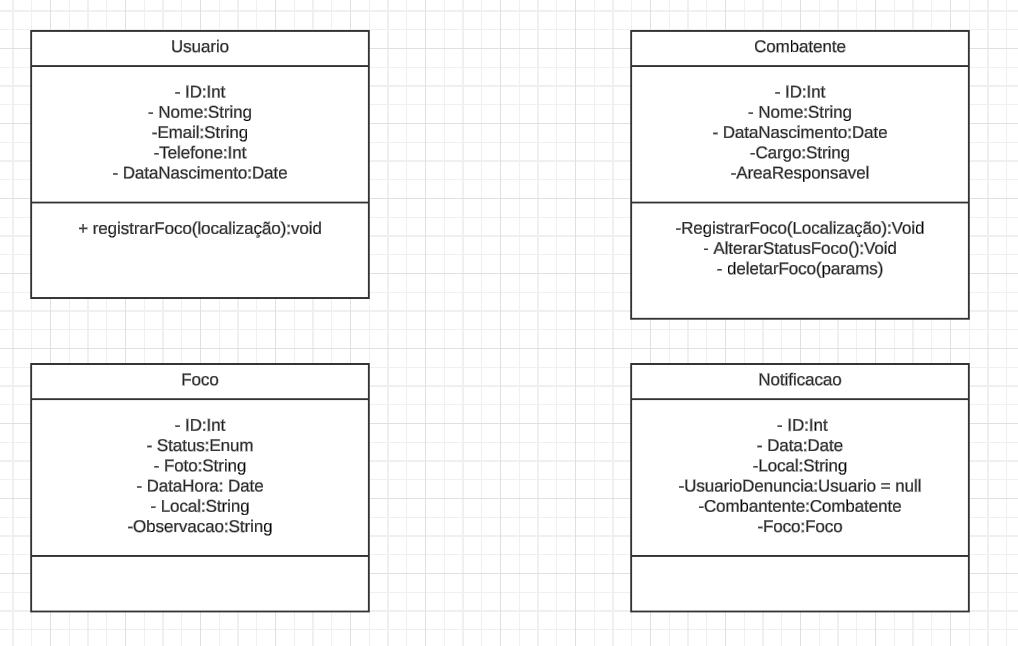 Usuario
- ID:Int
- Nome:String
-Email:String
-Telefone:Int
- DataNascimento:Date
+ registrarFoco(localização):void
Combatente
- ID:Int
- Nome:String
- DataNascimento:Date
-Cargo:String
-AreaResponsavel
-RegistrarFoco(Localização):Void
- AlterarStatusFoco():Void
- deletarFoco(params)
Foco
- ID:Int
- Status:Enum
- Foto:String
- DataHora: Date
- Local:String
-Observacao:String
Notificacao
- ID:Int
- Data:Date
-Local:String
-UsuarioDenuncia:Usuario = null
-Combantente:Combatente
-Foco:Foco